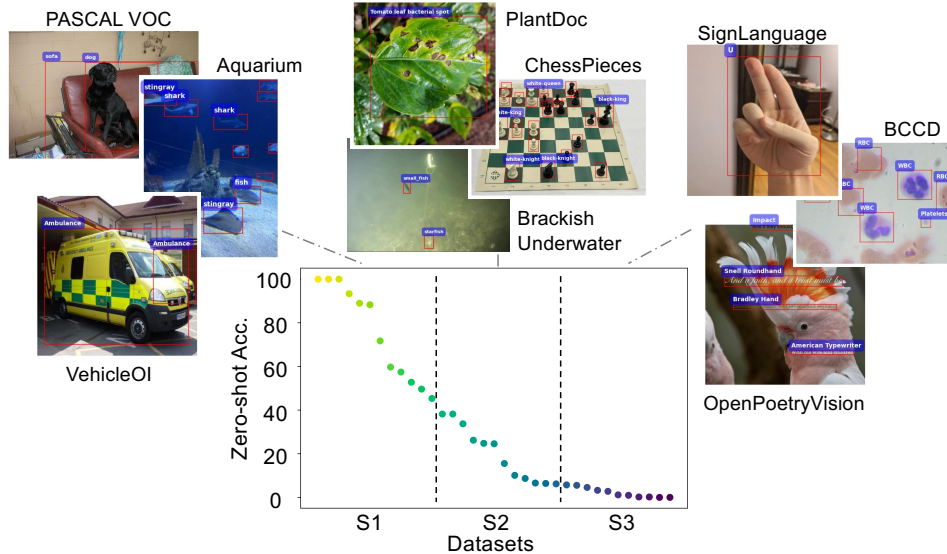 PASCAL VOC
sofa
dog
Aquarium
stingray
shark
shark
fish
stingray
Ambulance
Ambulance
VehicleOI
PlantDoc
Tomato leaf bacterial spot
ChessPieces
white-queen
black-king
white-knight
black-knight
small_fish
starfish
Brackish
Underwater
SignLanguage
U
BCCD
RBC
WBC
RBC
RBC
WBC
Platelets
Impact
Snell Roundhand
Bradley Hand
American Typewriter
OpenPoetryVision
Zero-shot Acc.
100
80
60
40
20
0
S1
S2
S3
Datasets